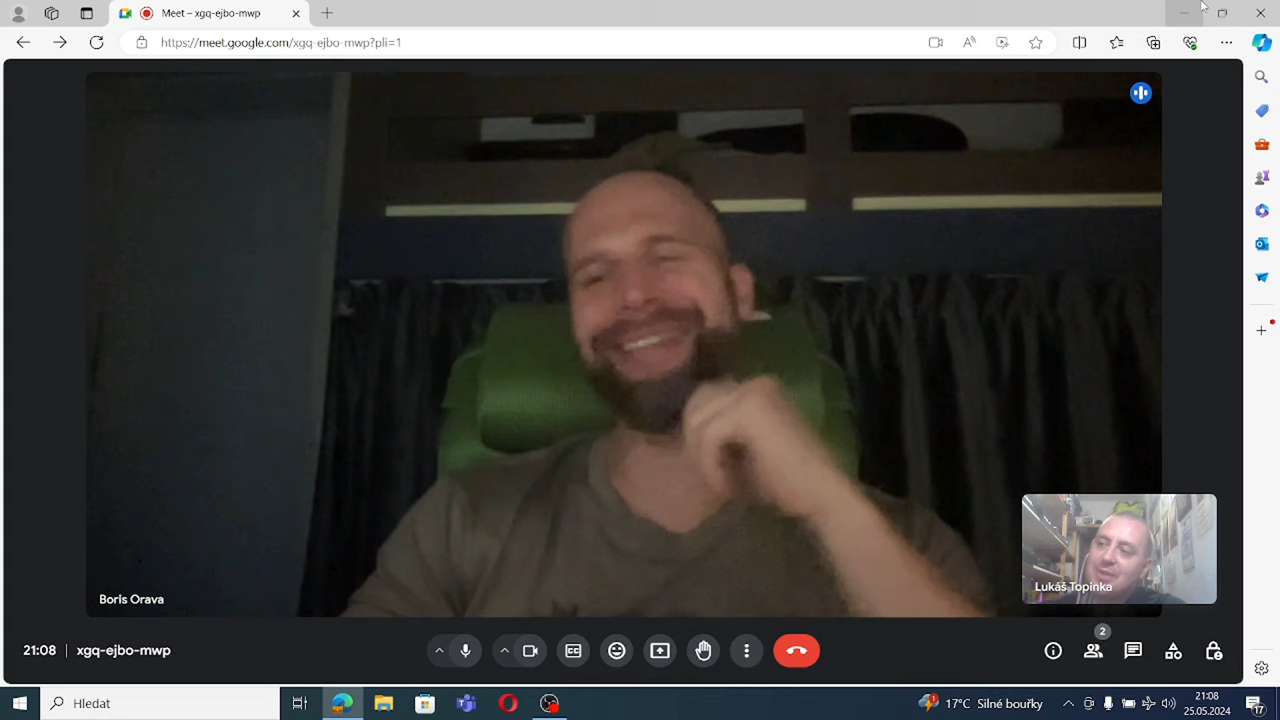 Meet – xgq-ejbo-mwp
https://meet.google.com/xgq-ejbo-mwp?pli=1
Boris Orava
Lukáš Topinka
21:08
xgq-ejbo-mwp
2
Hledat
17°C Silné bouřky
21:08
25.05.2024
17